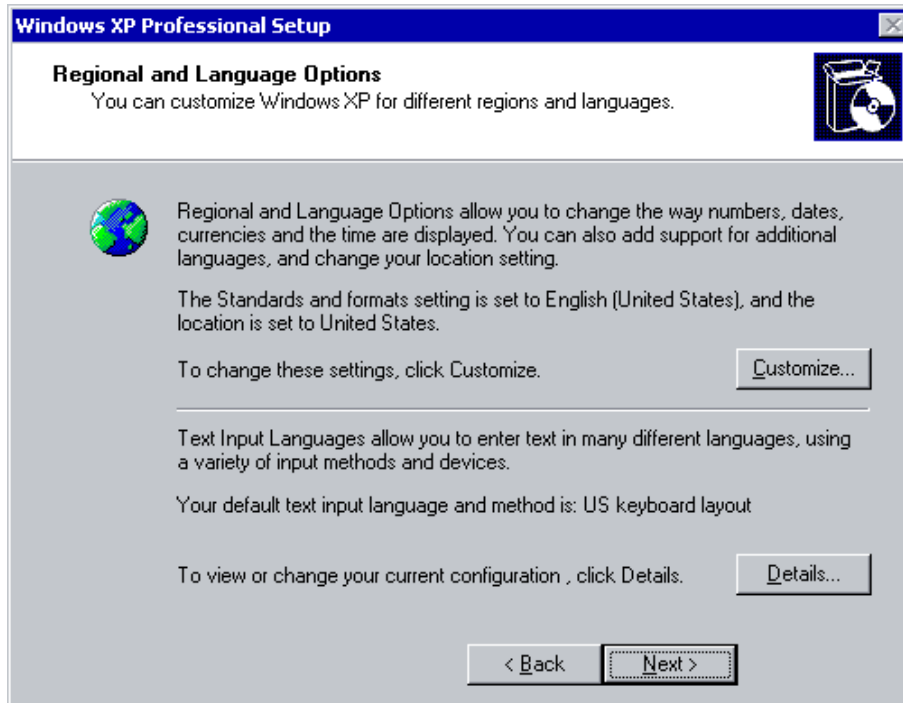 Windows XP Professional Setup
Regional and Language Options
You can customize Windows XP for different regions and languages.
Regional and Language Options allow you to change the way numbers, dates,
currencies and the time are displayed. You can also add support for additional
languages, and change your location setting.
The Standards and formats setting is set to English (United States), and the
location is set to United States.
To change these settings, click Customize.
Customize...
Text Input Languages allow you to enter text in many different languages, using
a variety of input methods and devices.
Your default text input language and method is: US keyboard layout
To view or change your current configuration , click Details.
Details...
< Back
Next >